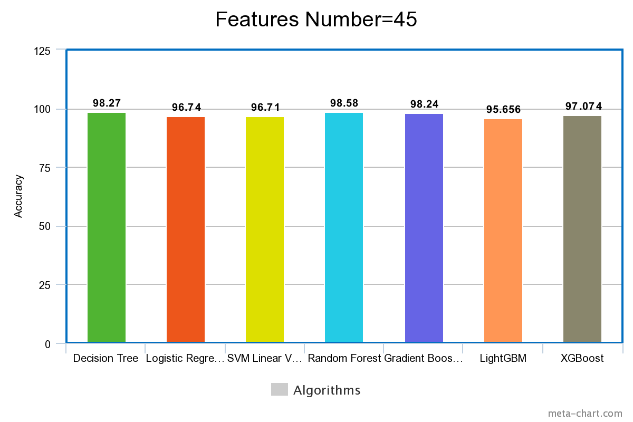 Features Number=45
125
100
75
50
25
0
Accuracy
98.27
96.74
96.71
98.58
98.24
95.656
97.074
Decision Tree
Logistic Regre...
SVM Linear V...
Random Forest
Gradient Boos...
LightGBM
XGBoost
Algorithms
meta-chart.com